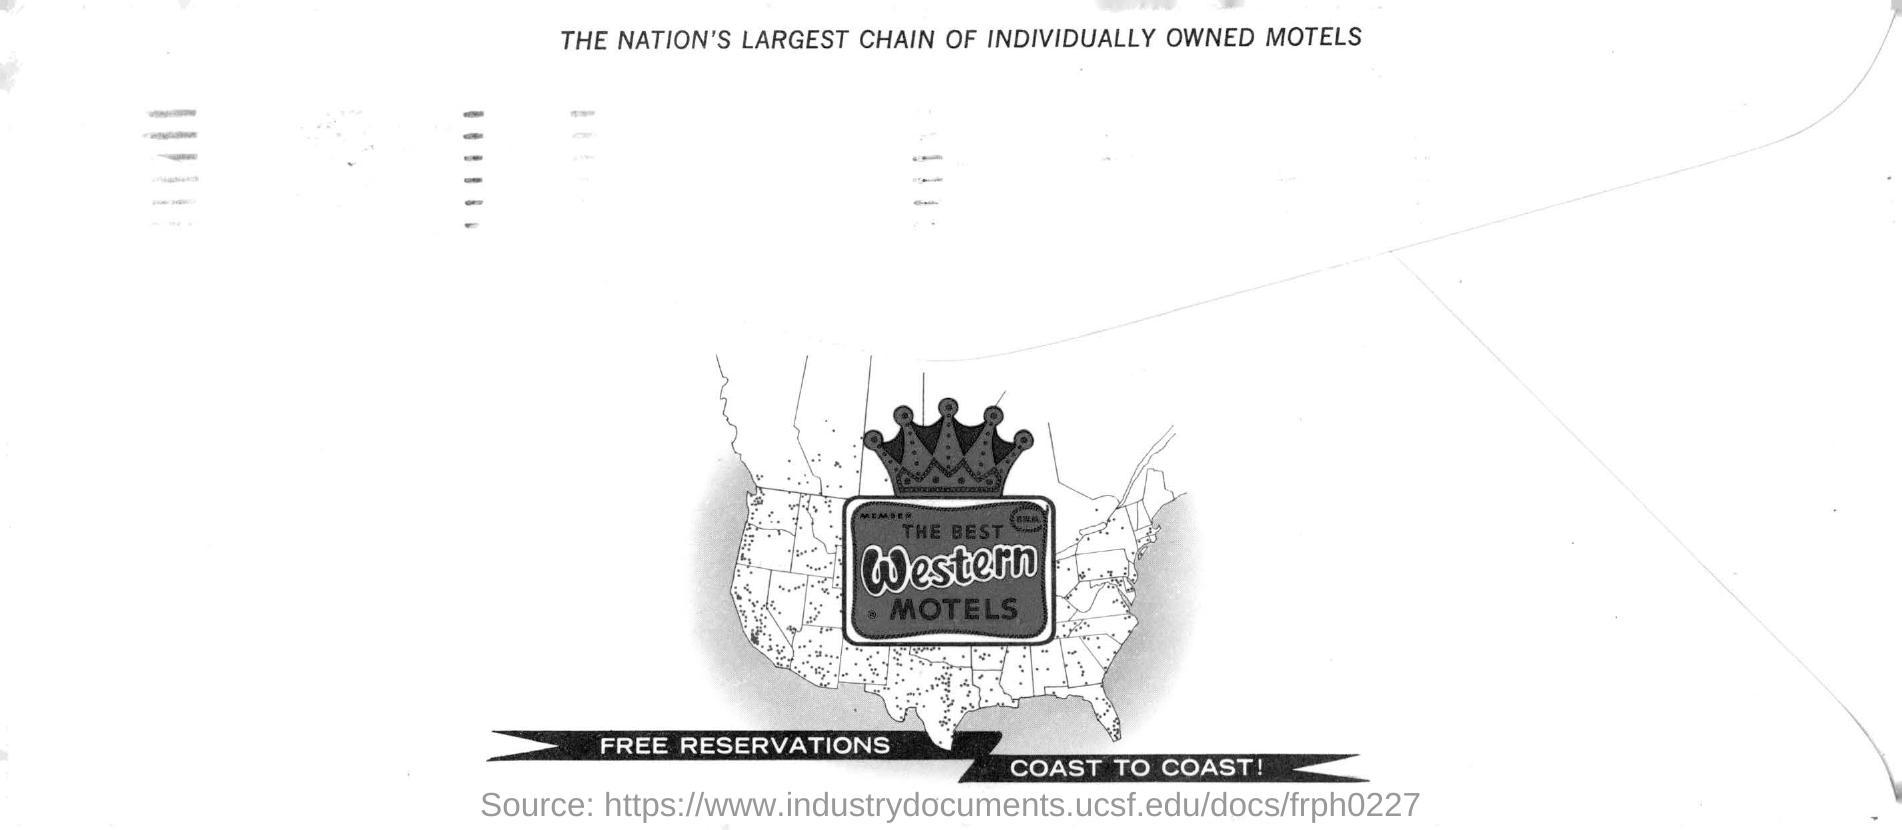 THE NATION'S LARGEST CHAIN OF INDIVIDUALLY OWNED MOTELS
MEMBER
THE BEST
Western
MOTELS
FREE RESERVATIONS
COAST TO COAST!
Source: https://www.industrydocuments.ucsf.edu/docs/frph0227